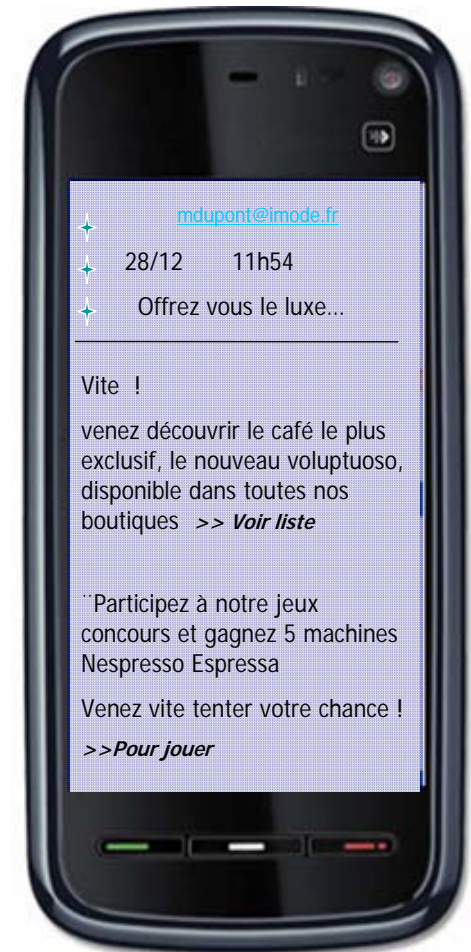 mdupont@imode.fr
28/12 11h54
Offrez vous le luxe...
Vite !
venez découvrir le café le plus
exclusif, le nouveau voluptuoso,
disponible dans toutes nos
boutiques >> Voir liste
¨Participez à notre jeux
concours et gagnez 5 machines
Nespresso Espressa
Venez vite tenter votre chance !
>>Pour jouer